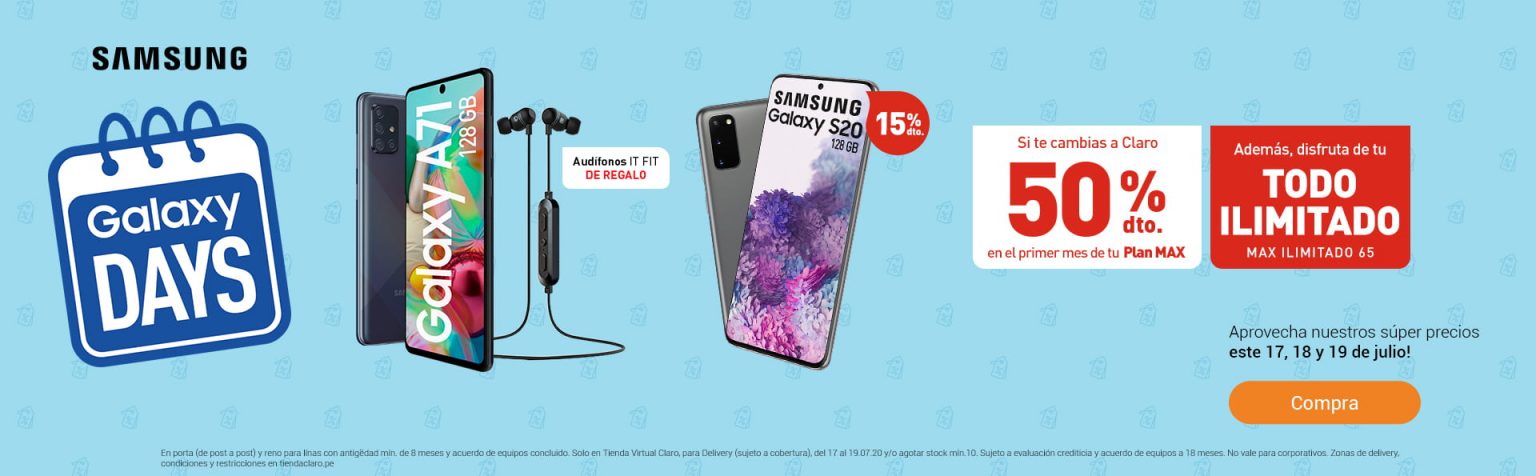 SAMSUNG
Galaxy
DAYS
Galaxy A71
128 GB
Audífonos IT FIT
DE REGALO
SAMSUNG
Galaxy S20
128 GB
15%
dto.
Si te cambias a Claro
50%
dto.
en el primer mes de tu Plan MAX
Además, disfruta de tu
TODO
ILIMITADO
MAX ILIMITADO 65
Aprovecha nuestros súper precios
este 17, 18 y 19 de julio!
Compra
En porta (de post a post) y reno para línas con antigëdad min. de 8 meses y acuerdo de equipos concluido. Solo en Tienda Virtual Claro, para Delivery (sujeto a cobertura), del 17 al 19.07.20 y/o agotar stock mín.10. Sujeto a evaluación crediticia y acuerdo de equipos a 18 meses. No vale para corporativos. Zonas de delivery,
condiciones y restricciones en tiendaclaro.pe